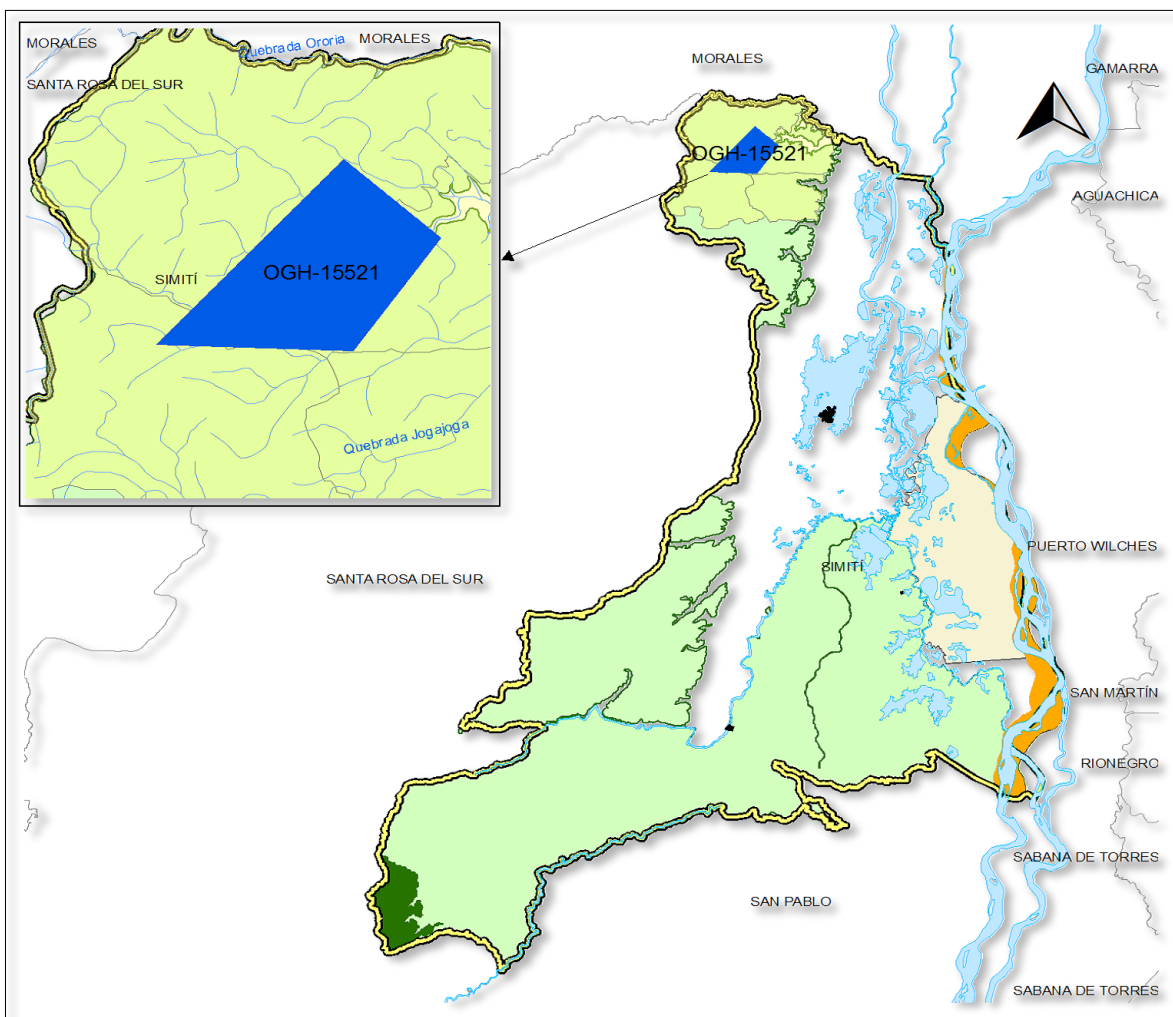 MORALES
Quebrada Ororia
MORALES
SANTA ROSA DEL SUR
SIMITÍ
OGH-15521
Quebrada Jogajoga
MORALES
GAMARRA
OGH-15521
AGUACHICA
PUERTO WILCHES
SIMITÍ
SANTA ROSA DEL SUR
SAN MARTÍN
RIONEGRO
SABANA DE TORRES
SAN PABLO
SABANA DE TORRES